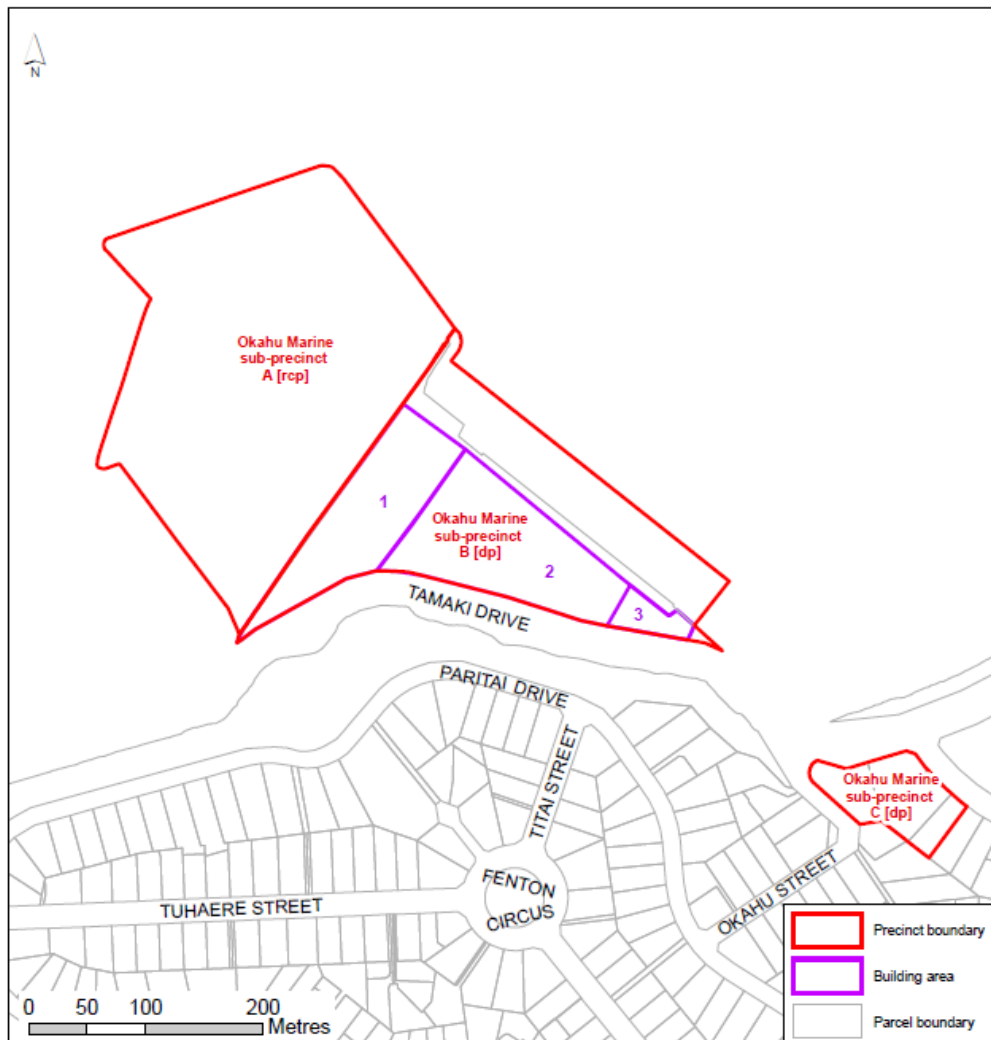 N
Okahu Marine
sub-precinct
A [rcp]
1
Okahu Marine
sub-precinct
B [dp]
2
3
TAMAKI DRIVE
PARITAI DRIVE
TITAI STREET
Okahu Marine
sub-precinct
C [dp]
FENTON
CIRCUS
TUHAERE STREET
OKAHU STREET
Precinct boundary
Building area
Parcel boundary
0 50 100 200
Metres